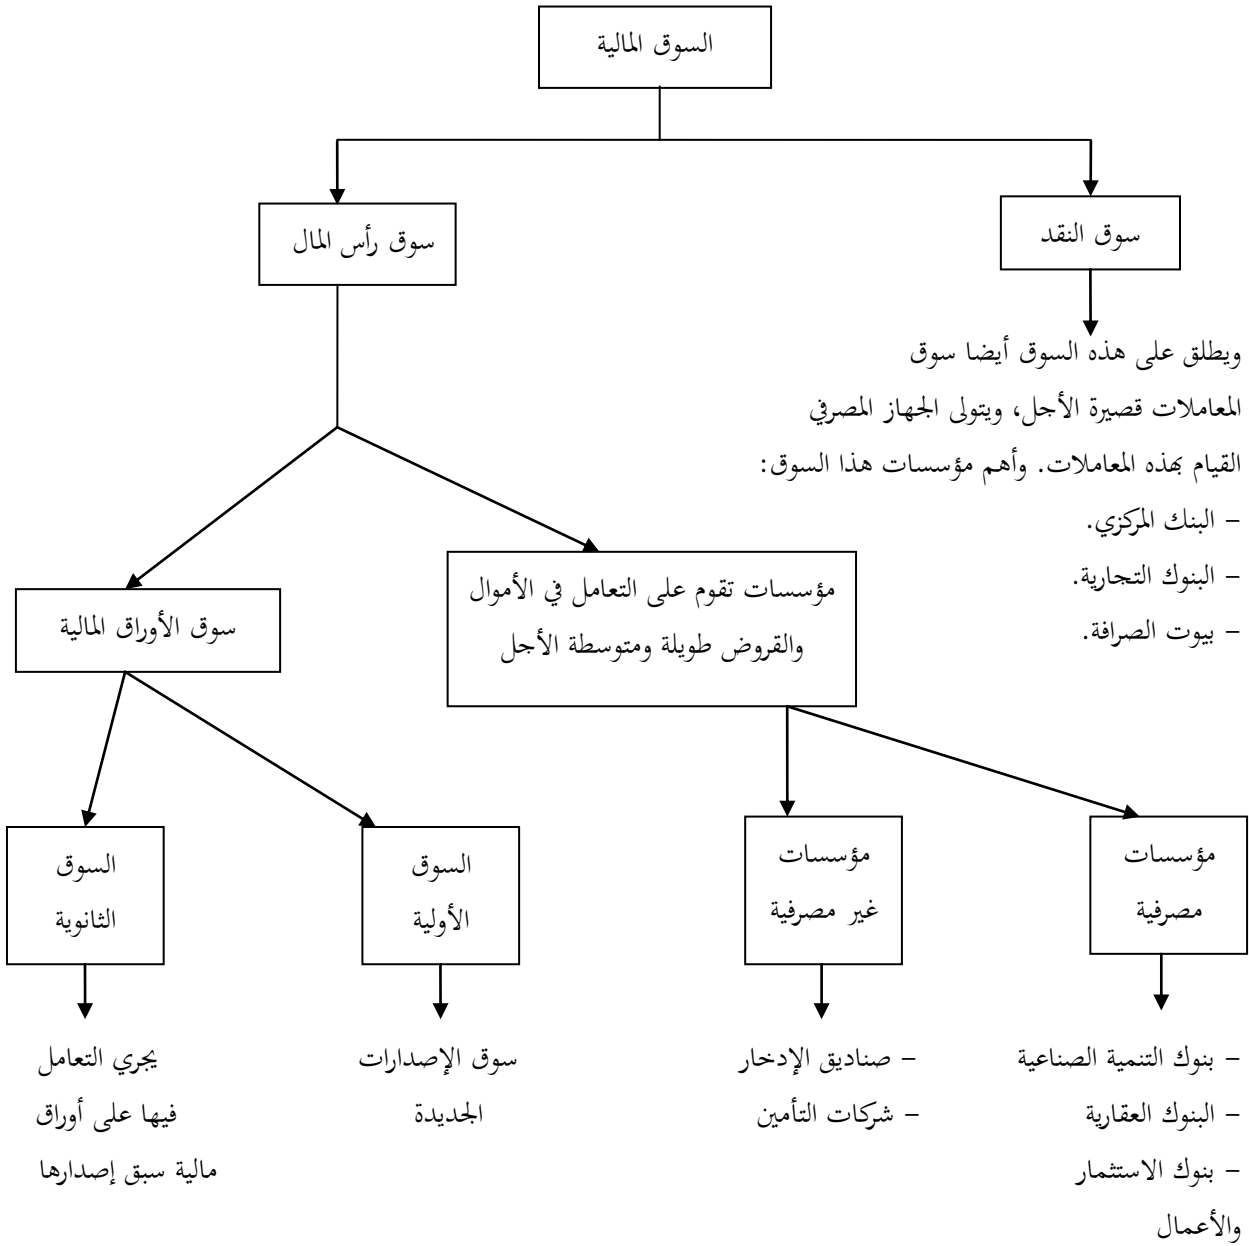 السوق المالية
سوق النقد
سوق رأس المال
ويطلق على هذه السوق أيضا سوق
المعاملات قصيرة الأجل، ويتولى الجهاز المصرفي
القيام بهذه المعاملات. وأهم مؤسسات هذا السوق:
- البنك المركزي.
- البنوك التجارية.
- بيوت الصرافة.
مؤسسات تقوم على التعامل في الأموال
والقروض طويلة ومتوسطة الأجل
سوق الأوراق المالية
مؤسسات
مصرفية
مؤسسات
غير مصرفية
السوق
الأولية
السوق
الثانوية
- بنوك التنمية الصناعية
- البنوك العقارية
- بنوك الاستثمار
والأعمال
- صناديق الإدخار
- شركات التأمين
سوق الإصدارات
الجديدة
يجري التعامل
فيها على أوراق
مالية سبق إصدارها